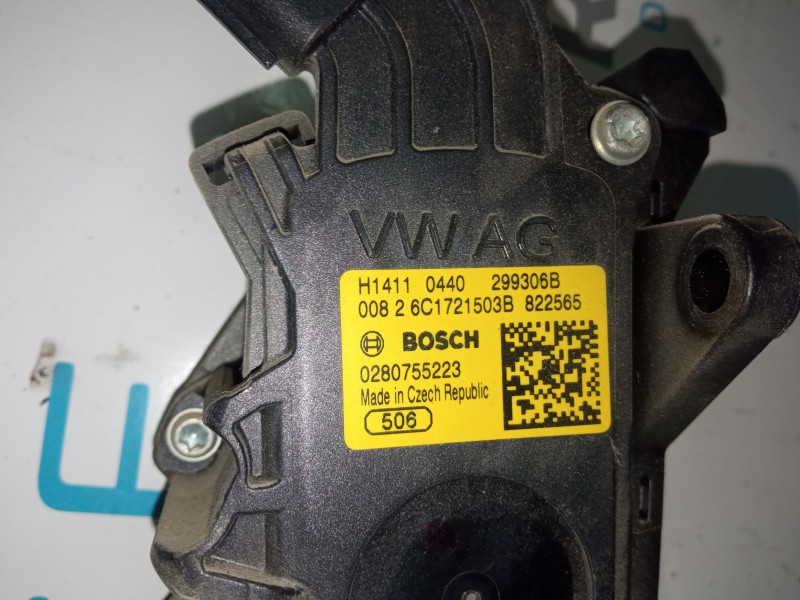 VW AG
H1411 0440 299306B
008 2 6C1721503B 822565
BOSCH
0280755223
Made in Czech Republic
506